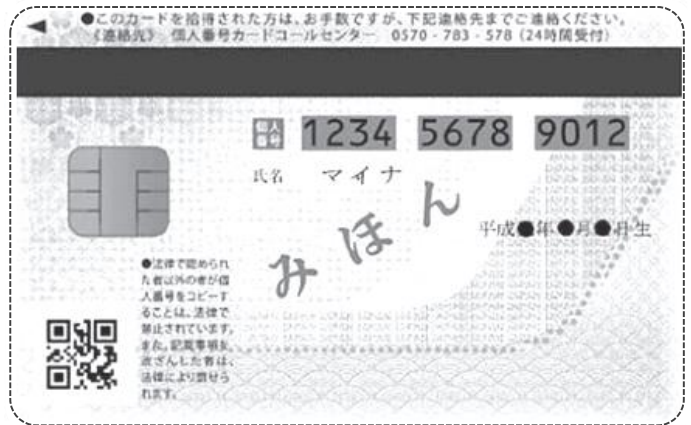 ●このカードを拾得された方は、お手数ですが、下記連絡先までご連絡ください。
《連絡先》 個人番号カードコールセンター 0570-783-578（24時間受付）
個人番号 1234 5678 9012
氏名 マイナ
平成●年●月●日生
みほん
●法律で認められ
た者以外の者が個
人番号をコピーす
ることは、法律で
禁止されています。
また、記載事項を
改ざんした者は、
法律により罰せら
れます。